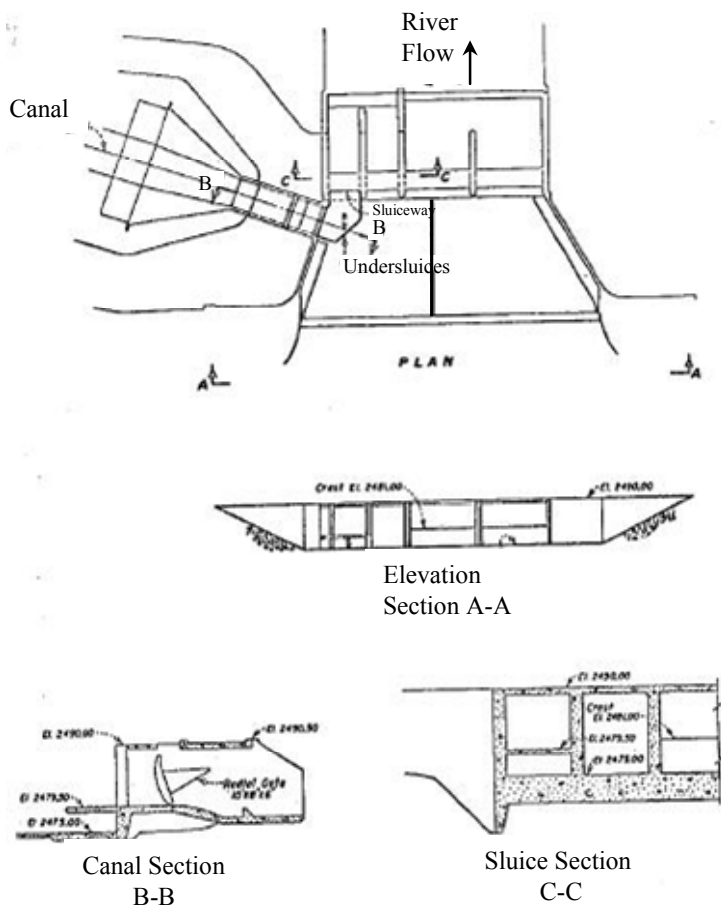 River
Flow
Canal
C
C
B
Sluiceway
B
Undersluices
PLAN
A
A
Crest El. 2481.00
El. 2490.00
Elevation
Section A-A
El. 2490.00
El. 2490.50
Radial Gate
El 2479.50
El 2475.00
Canal Section
B-B
El. 2490.00
Crest
El. 2481.00
El. 2479.50
El 2475.00
Sluice Section
C-C